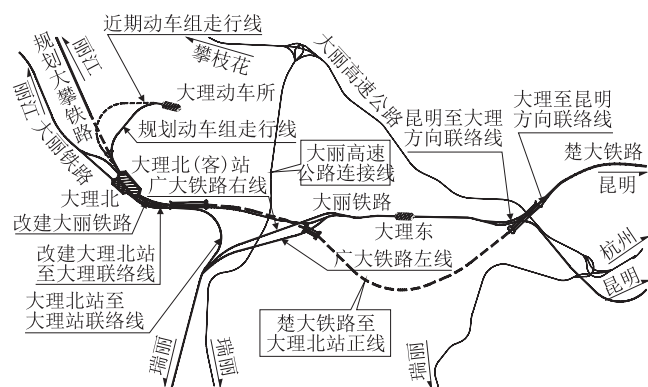 近期动车组走行线
丽江
规划大攀铁路
丽江
大丽铁路
攀枝花
大丽高速公路
大理动车所
规划动车组走行线
大理北(客)站
广大铁路右线
大理北
改建大丽铁路
改建大理北站
至大理联络线
大理北站至
大理站联络线
大丽高速
公路连接线
大丽铁路
大理东
广大铁路左线
昆明至大理
方向联络线
大理至昆明
方向联络线
楚大铁路
昆明
杭州
昆明
楚大铁路至
大理北站正线
瑞丽
瑞丽
瑞丽